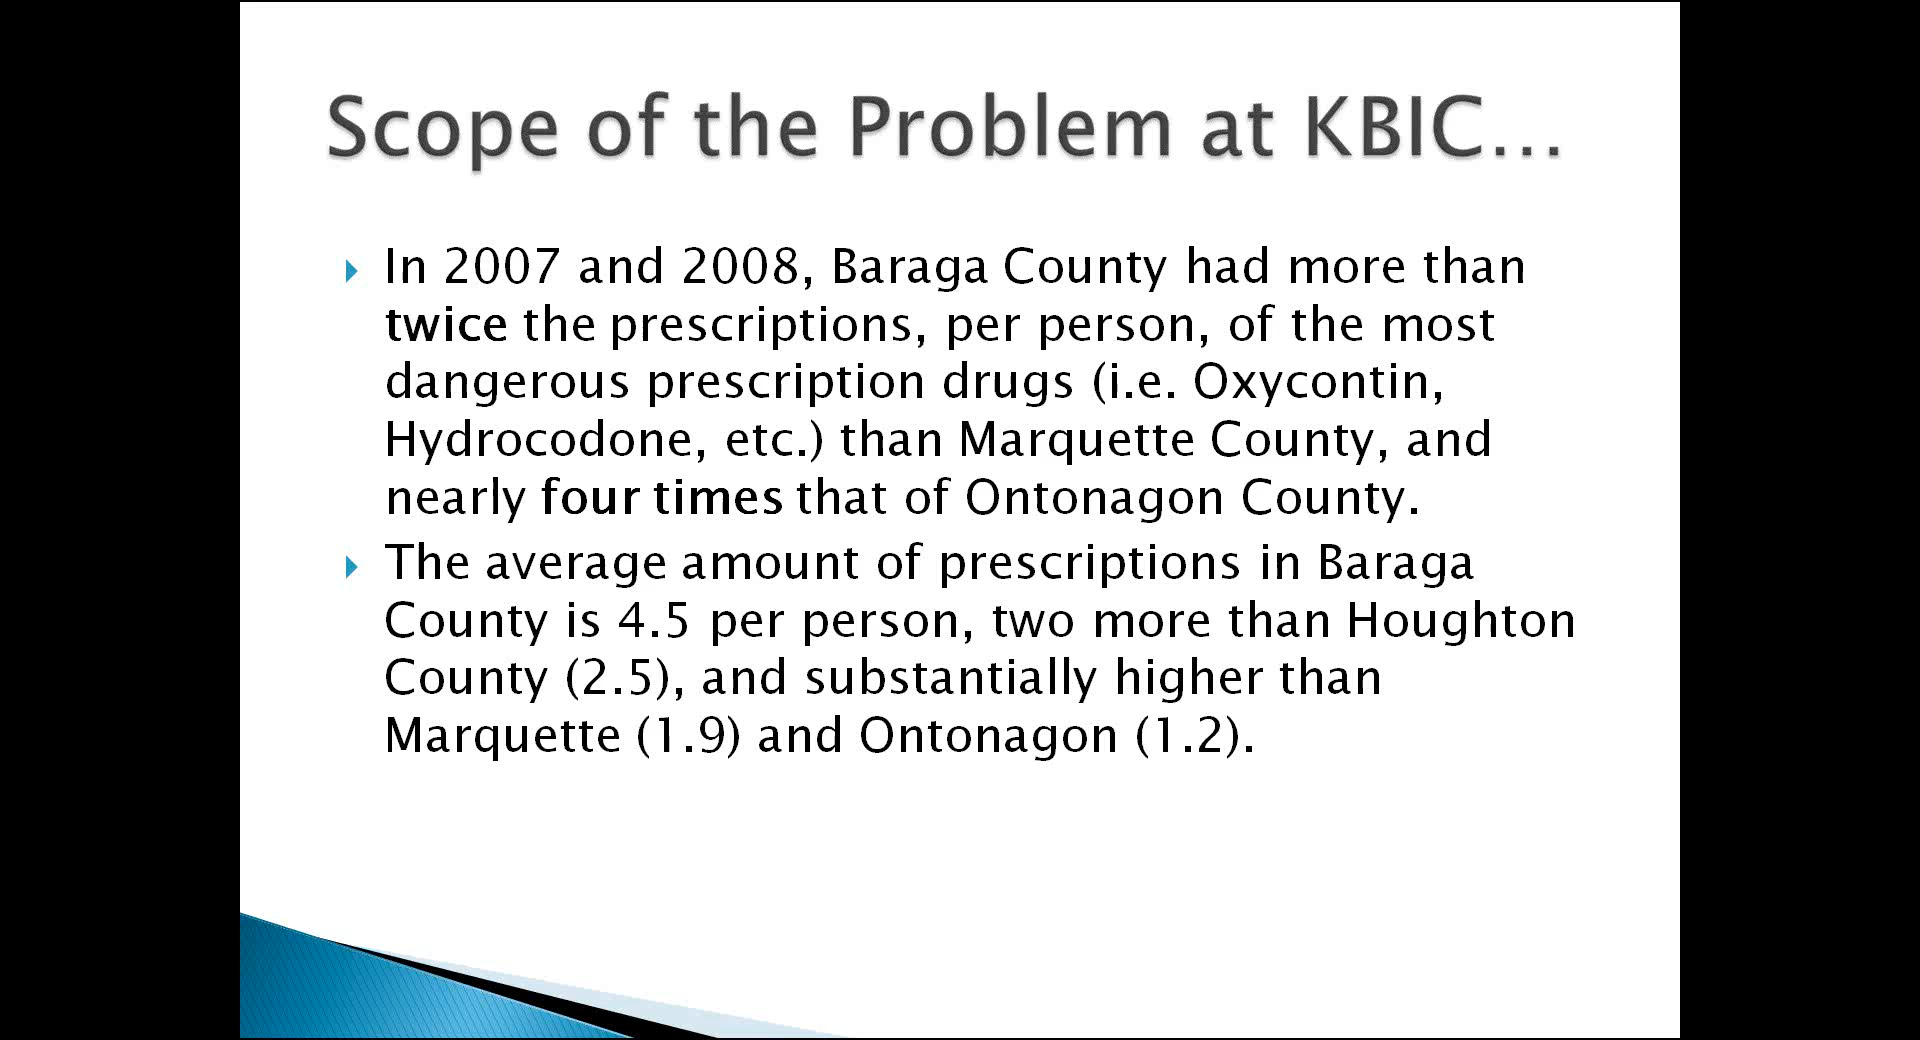 Scope of the Problem at KBIC…
In 2007 and 2008, Baraga County had more than
twice the prescriptions, per person, of the most
dangerous prescription drugs (i.e. Oxycontin,
Hydrocodone, etc.) than Marquette County, and
nearly four times that of Ontonagon County.
The average amount of prescriptions in Baraga
County is 4.5 per person, two more than Houghton
County (2.5), and substantially higher than
Marquette (1.9) and Ontonagon (1.2).